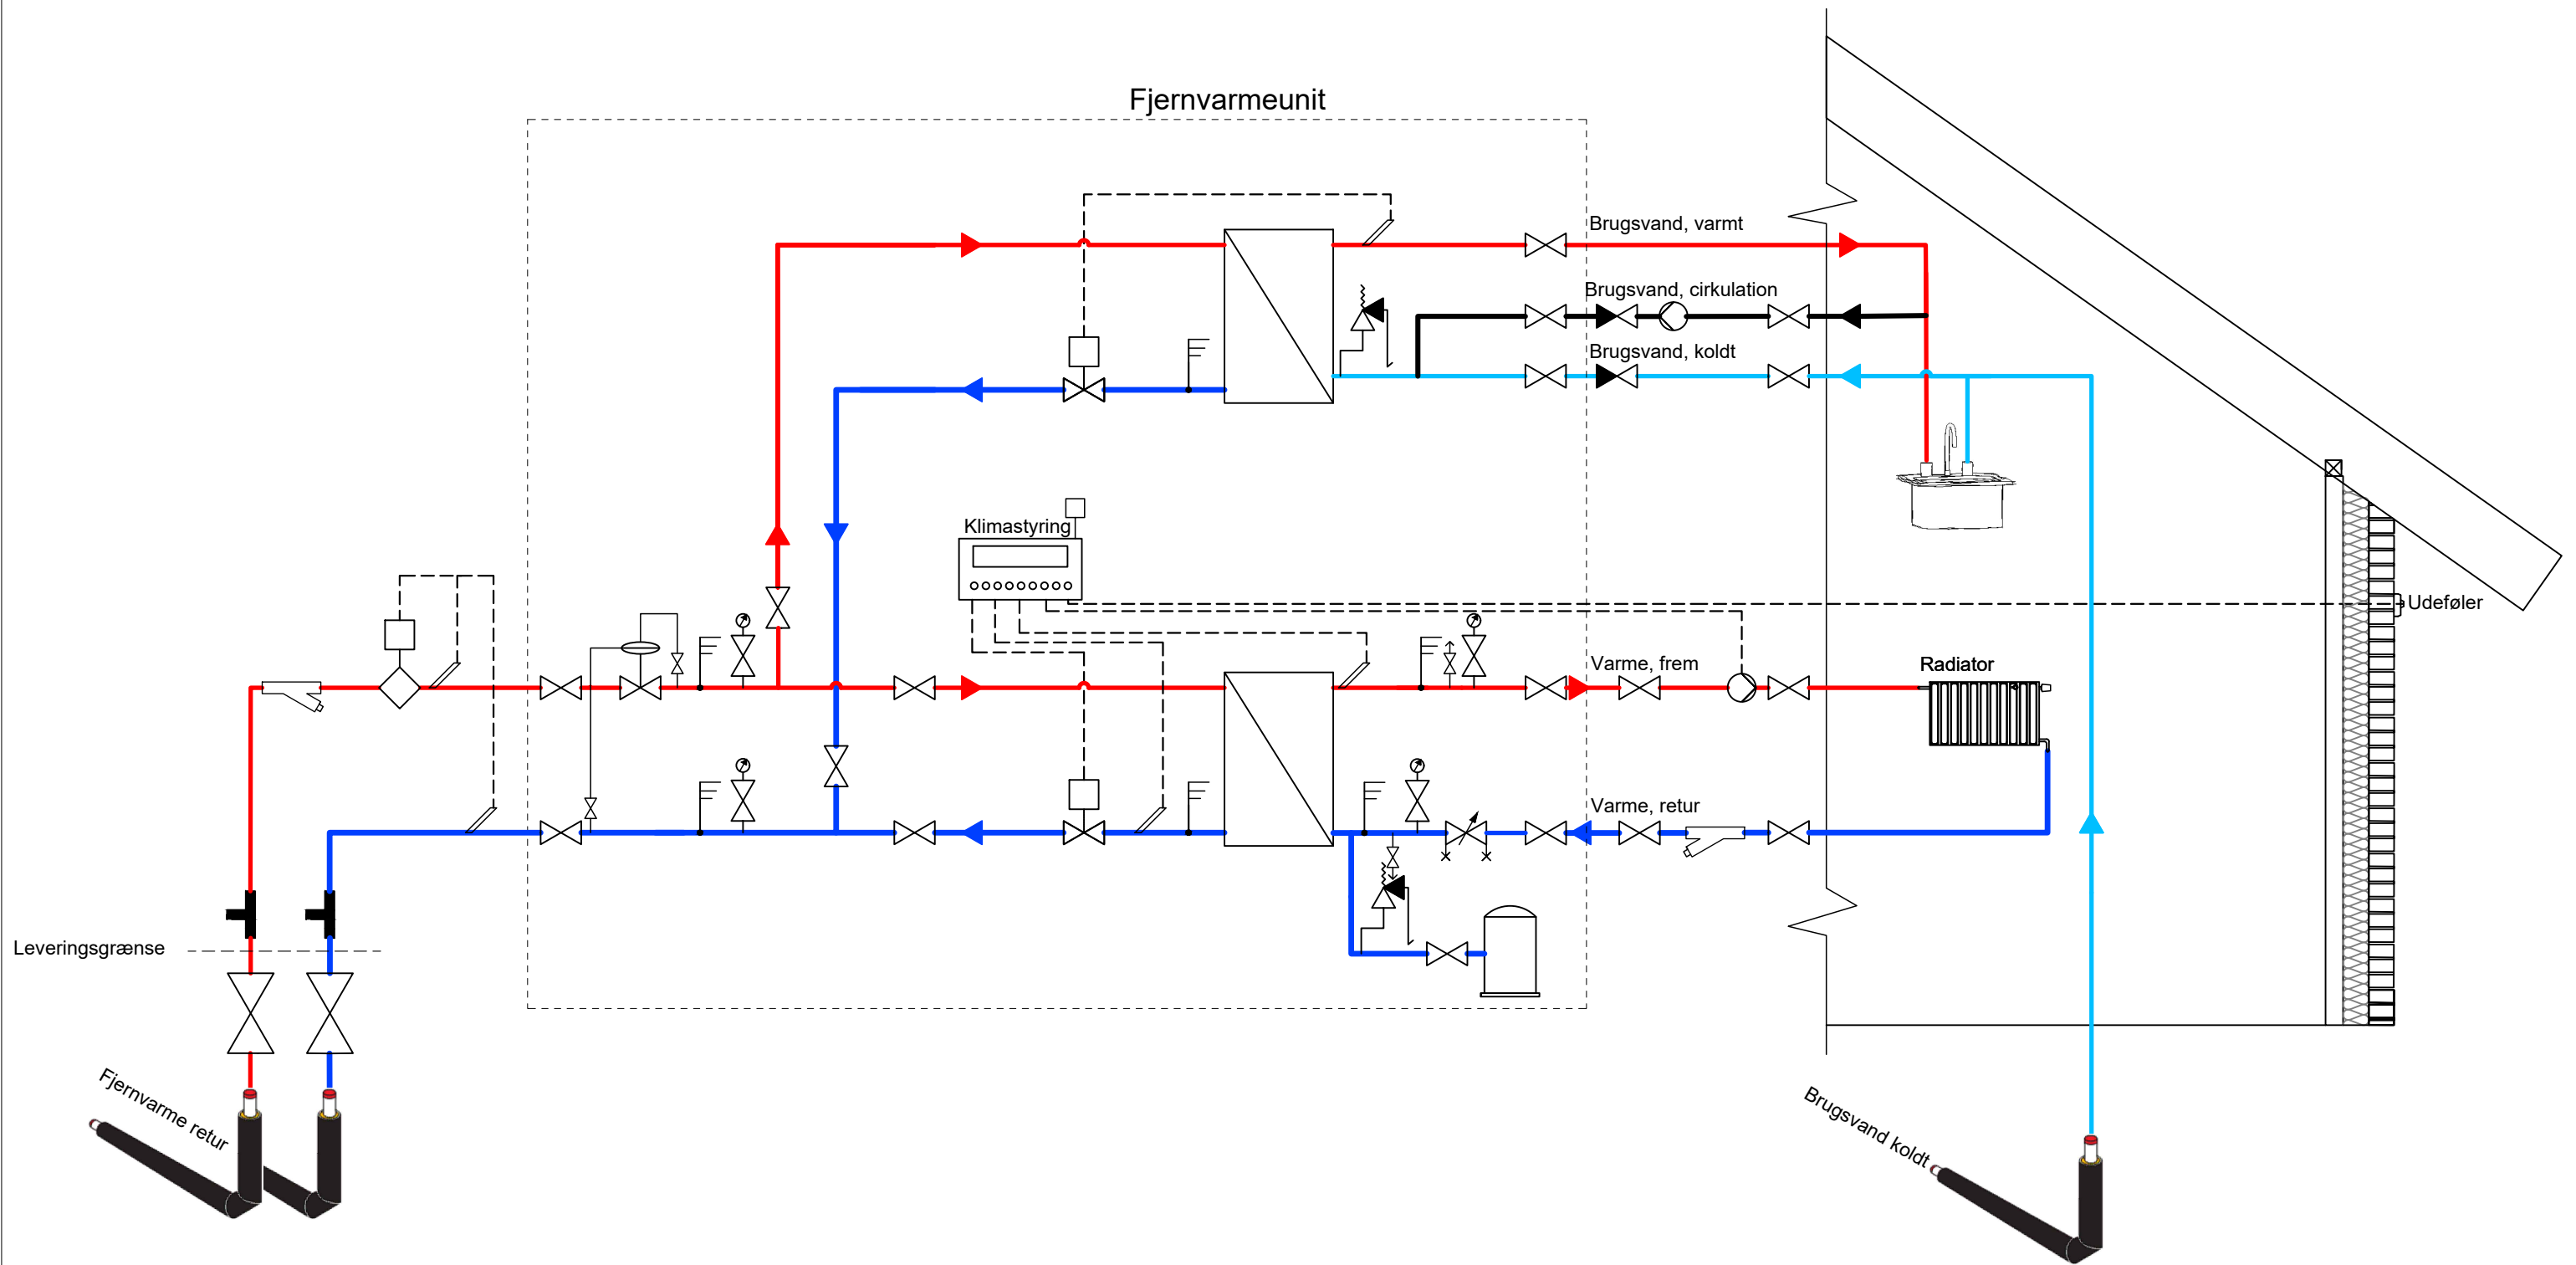 Fjernvarmeunit
Brugsvand, varmt
Brugsvand, cirkulation
Brugsvand, koldt
Klimastyring
Udeføler
Varme, frem
Radiator
Varme, retur
Leveringsgrænse
Fjernvarme retur
Brugsvand koldt